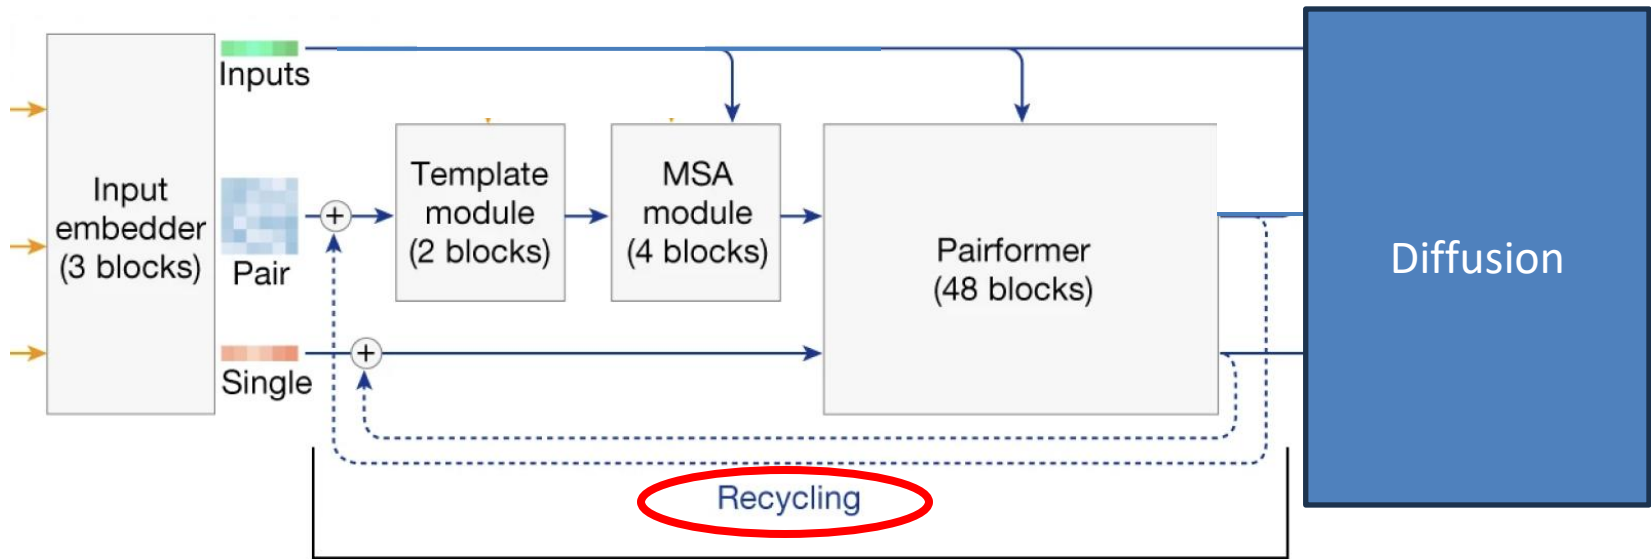 Inputs
Input
embedder
(3 blocks)
Pair
Single
Template
module
(2 blocks)
MSA
module
(4 blocks)
Pairformer
(48 blocks)
Diffusion
Recycling